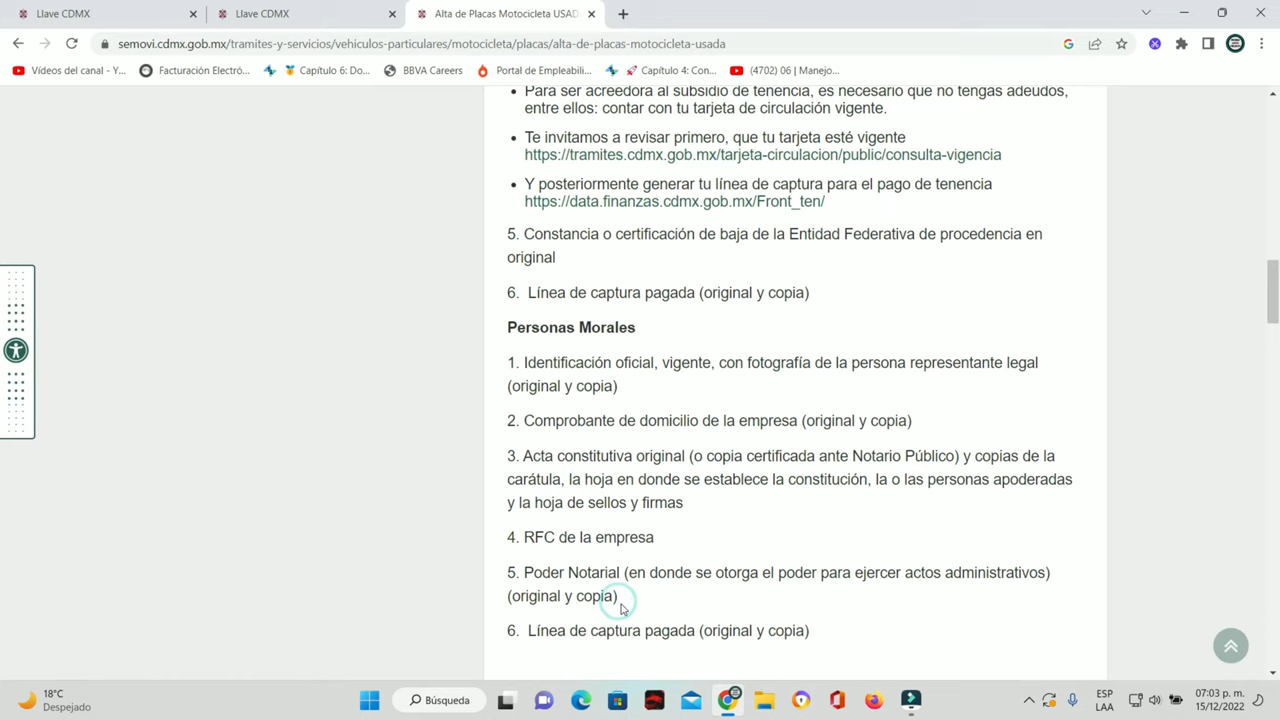 Llave CDMX
Llave CDMX
Alta de Placas Motocicleta USAD
semovi.cdmx.gob.mx/tramites-y-servicios/vehiculos-particulares/motocicleta/placas/alta-de-placas-motocicleta-usada
Vídeos del canal - Y...
Facturación Electró...
Capítulo 6: Do...
BBVA Careers
Portal de Empleabili...
Capítulo 4: Con...
(4702) 06 | Manejo...
• Para ser acreedora al subsidio de tenencia, es necesario que no tengas adeudos,
entre ellos: contar con tu tarjeta de circulación vigente.
• Te invitamos a revisar primero, que tu tarjeta esté vigente
https://tramites.cdmx.gob.mx/tarjeta-circulacion/public/consulta-vigencia
• Y posteriormente generar tu línea de captura para el pago de tenencia
https://data.finanzas.cdmx.gob.mx/Front_ten/
5. Constancia o certificación de baja de la Entidad Federativa de procedencia en
original
6. Línea de captura pagada (original y copia)
Personas Morales
1. Identificación oficial, vigente, con fotografía de la persona representante legal
(original y copia)
2. Comprobante de domicilio de la empresa (original y copia)
3. Acta constitutiva original (o copia certificada ante Notario Público) y copias de la
carátula, la hoja en donde se establece la constitución, la o las personas apoderadas
y la hoja de sellos y firmas
4. RFC de la empresa
5. Poder Notarial (en donde se otorga el poder para ejercer actos administrativos)
(original y copia)
6. Línea de captura pagada (original y copia)
18°C
Despejado
Búsqueda
ESP
LAA
07:03 p. m.
15/12/2022